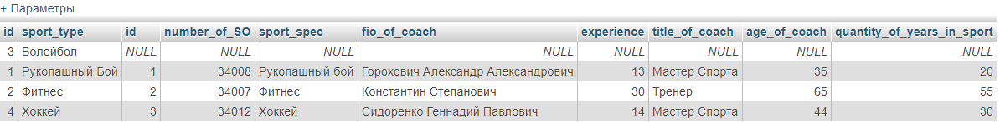 + Параметры
id sport_type id number_of_SO sport_spec fio_of_coach experience title_of_coach age_of_coach quantity_of_years_in_sport
3 Волейбол NULL NULL NULL NULL NULL NULL NULL NULL
1 Рукопашный Бой 1 34008 Рукопашный бой Горохович Александр Александрович 13 Мастер Спорта 35 20
2 Фитнес 2 34007 Фитнес Константин Степанович 30 Тренер 65 55
4 Хоккей 3 34012 Хоккей Сидоренко Геннадий Павлович 14 Мастер Спорта 44 30